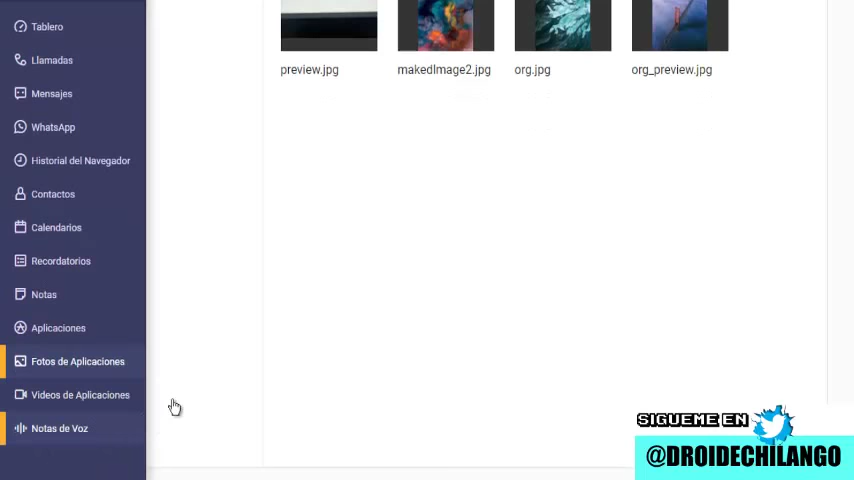 Tablero
Llamadas
Mensajes
WhatsApp
Historial del Navegador
Contactos
Calendarios
Recordatorios
Notas
Aplicaciones
Fotos de Aplicaciones
Videos de Aplicaciones
Notas de Voz
preview.jpg
makedImage2.jpg
org.jpg
org_preview.jpg
SIGUEME EN
@DROIDECHILANGO